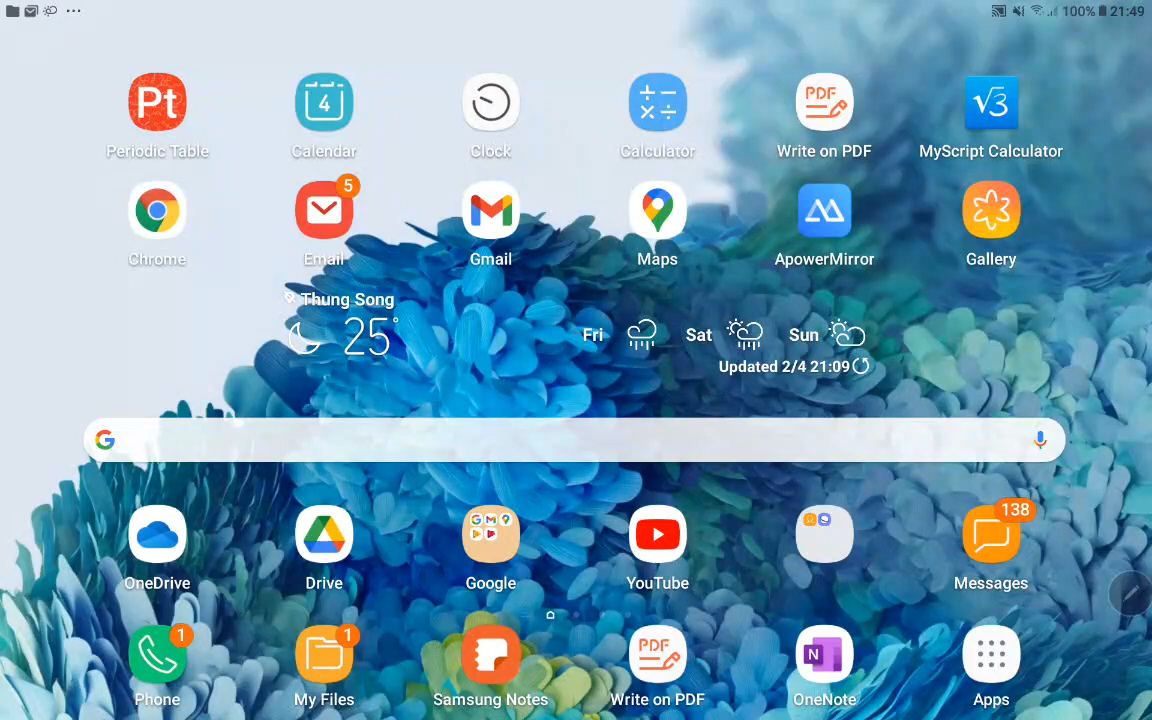 100% 21:49
Pt
4
PDF
√3
Periodic Table
Calendar
Clock
Calculator
Write on PDF
MyScript Calculator
5
Chrome
Email
Gmail
Maps
ApowerMirror
Gallery
Thung Song
25°
Fri
Sat
Sun
Updated 2/4 21:09
138
OneDrive
Drive
Google
YouTube
Messages
1
1
PDF
N
Phone
My Files
Samsung Notes
Write on PDF
OneNote
Apps